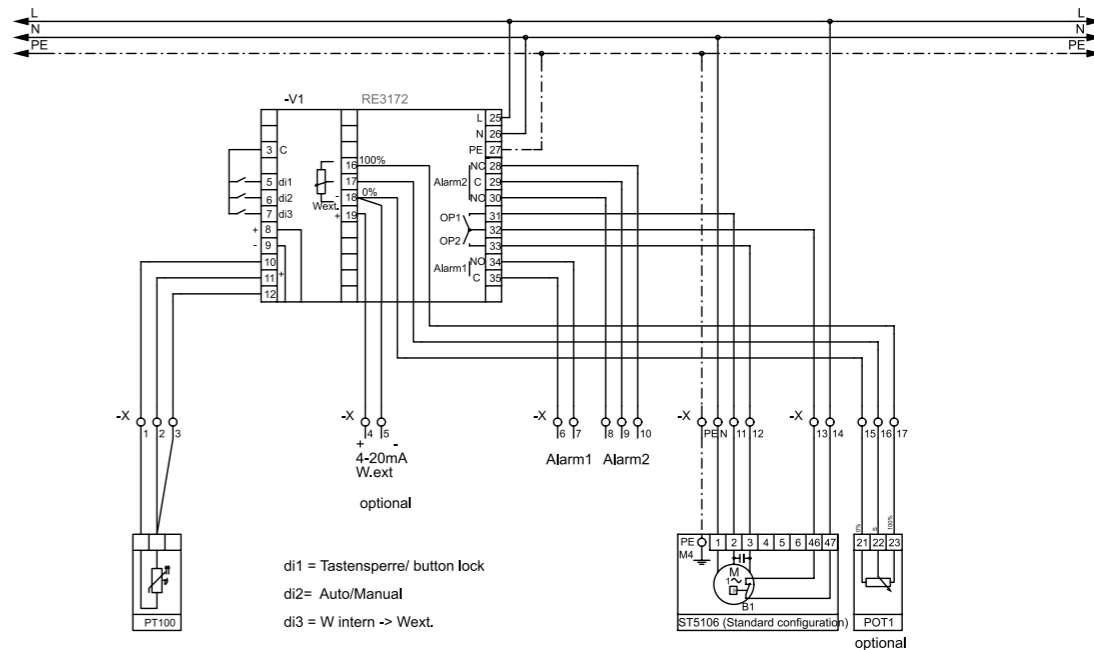 L L
N N
PE PE
-V1 RE3172
L 25
N 26
3 C PE 27
16 100% NC 28
5 di1 17 Alarm2 C 29
6 di2 - 18 0% NO 30
7 di3 Wext. + 19 OP1 31
+ 8 32
- 9 OP2 33
10 NO 34
11 + Alarm1 C 35
12
-X -X -X -X -X
1 2 3 4 5 6 7 8 9 10 PE N 11 12 13 14 15 16 17
+ -
4-20mA Alarm1 Alarm2
W.ext
optional
0% S 100%
PE 1 2 3 4 5 6 46 47 21 22 23
M4
di1 = Tastensperre/ button lock
M
1~
di2= Auto/Manual
B1
PT100 di3 = W intern -> Wext. ST5106 (Standard configuration) POT1
optional